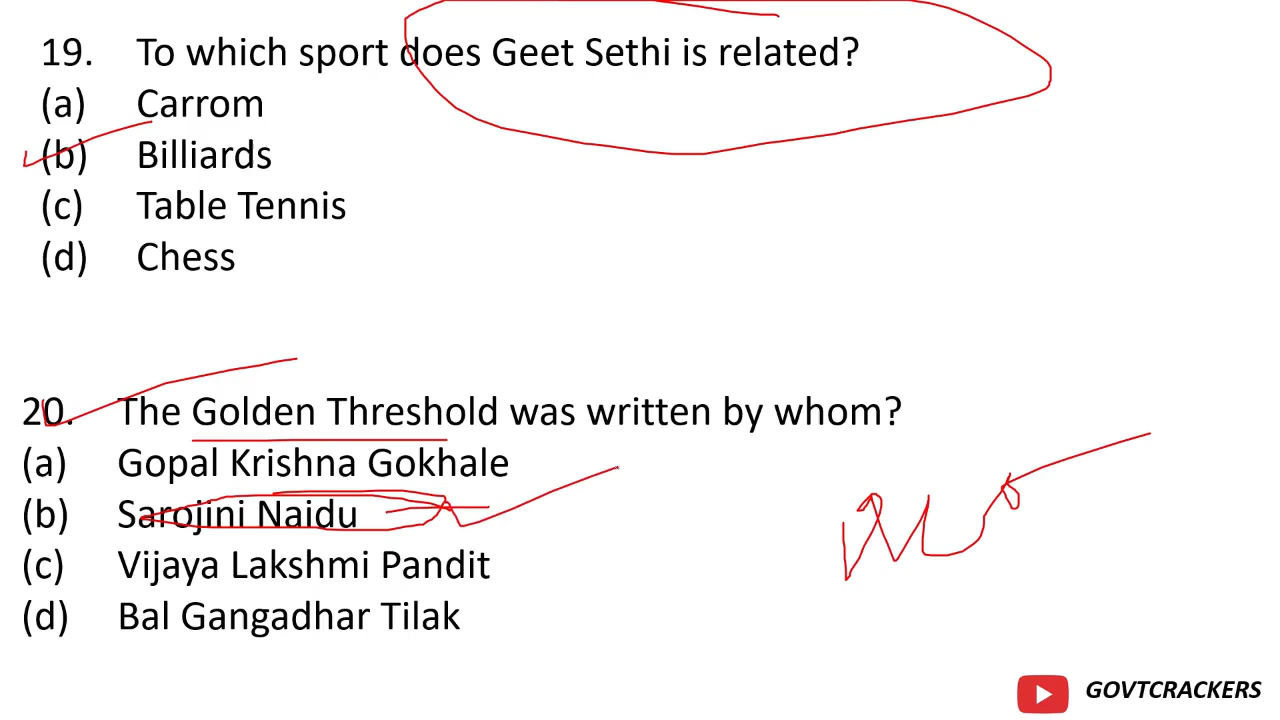 19. To which sport does Geet Sethi is related?
(a) Carrom
(b) Billiards
(c) Table Tennis
(d) Chess
20. The Golden Threshold was written by whom?
(a) Gopal Krishna Gokhale
(b) Sarojini Naidu
(c) Vijaya Lakshmi Pandit
(d) Bal Gangadhar Tilak
GOVTCRACKERS